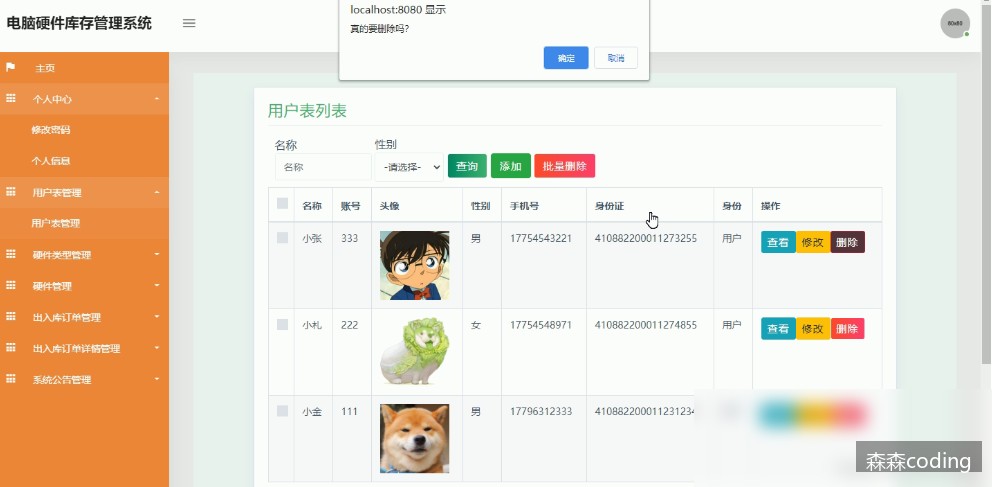 电脑硬件库存管理系统
80x80
localhost:8080 显示
真的要删除吗?
确定 取消
主页
个人中心
修改密码
个人信息
用户表管理
用户表管理
硬件类型管理
硬件管理
出入库订单管理
出入库订单详情管理
系统公告管理
用户表列表
名称 性别
名称 -请选择- 查询 添加 批量删除
名称 账号 头像 性别 手机号 身份证 身份 操作
小张 333 男 17754543221 410882200011273255 用户 查看 修改 删除
小札 222 女 17754548971 410882200011274855 用户 查看 修改 删除
小金 111 男 17796312333 410882200011231234
森森coding